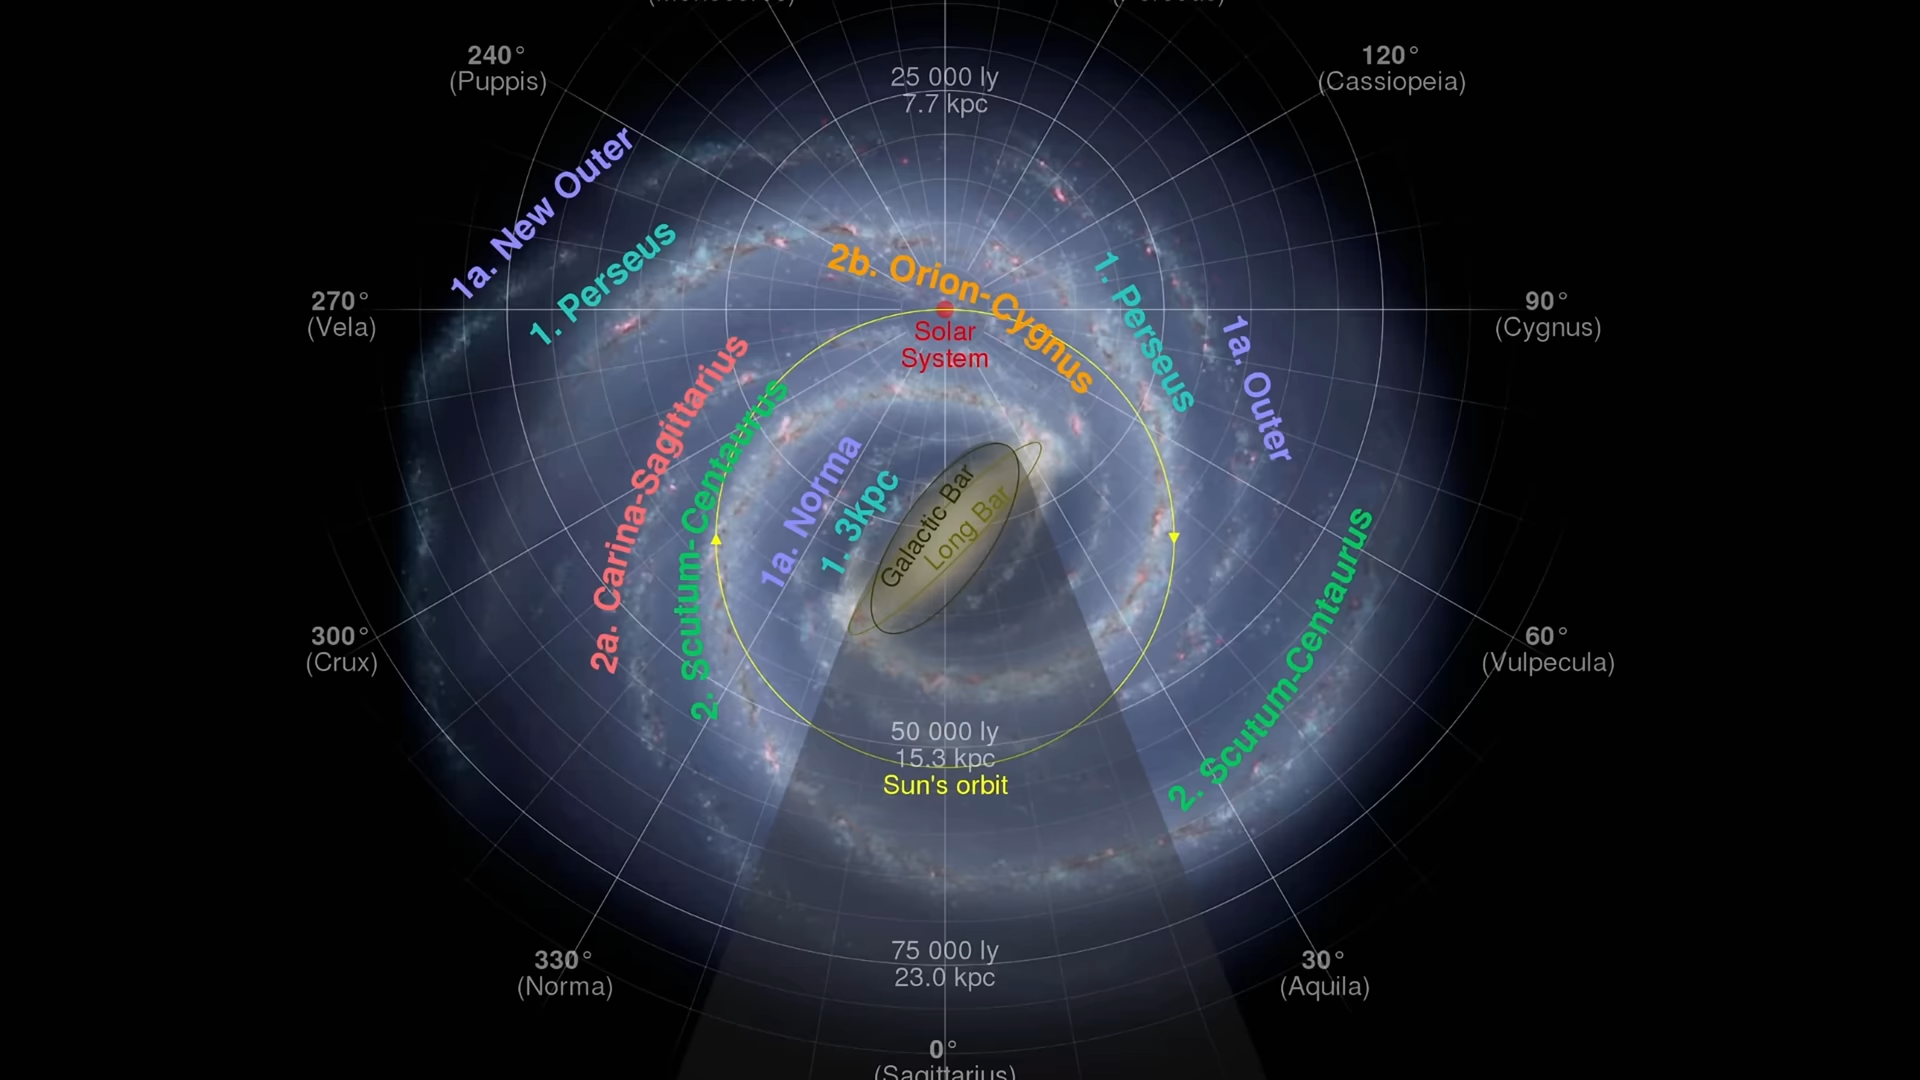 240°
(Puppis)
120°
(Cassiopeia)
25 000 ly
7.7 kpc
1a. New Outer
1. Perseus
2b. Orion-Cygnus
1. Perseus
270°
(Vela)
90°
(Cygnus)
Solar
System
1a. Outer
2a. Carina-Sagittarius
2. Scutum-Centaurus
1a. Norma
1. 3kpc
Galactic Bar
Long Bar
2. Scutum-Centaurus
300°
(Crux)
60°
(Vulpecula)
50 000 ly
15.3 kpc
Sun's orbit
75 000 ly
23.0 kpc
330°
(Norma)
30°
(Aquila)
0°
(Sagittarius)